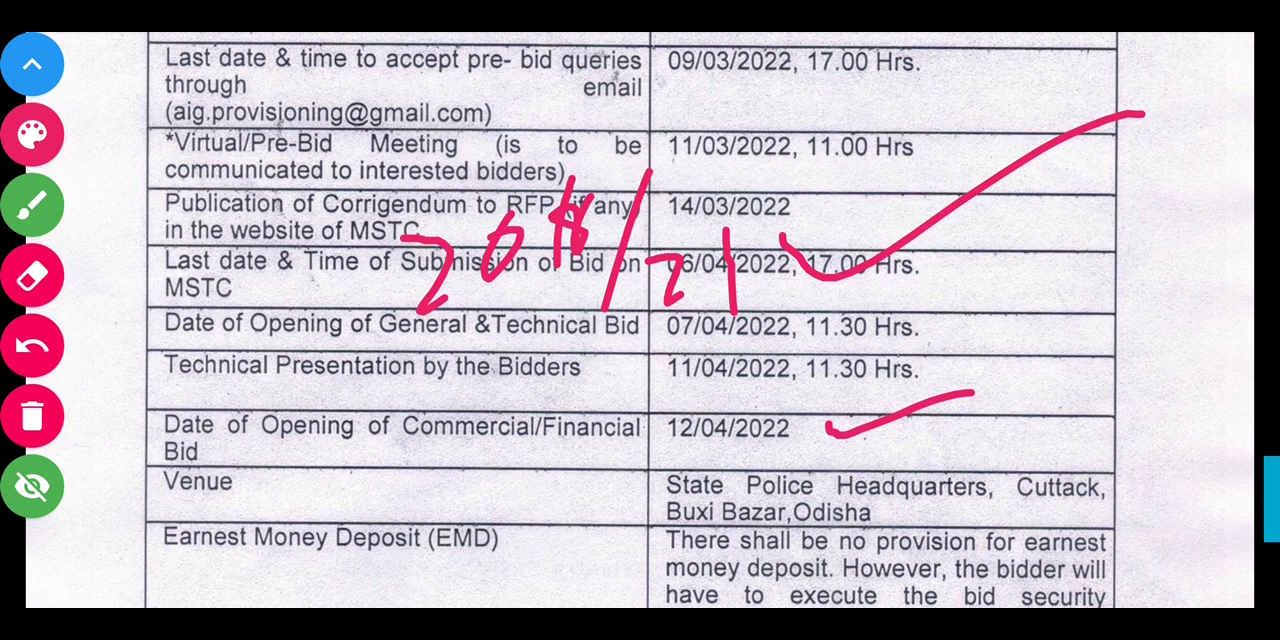 Last date & time to accept pre- bid queries
through email
(aig.provisioning@gmail.com)
09/03/2022, 17.00 Hrs.
*Virtual/Pre-Bid Meeting (is to be
communicated to interested bidders)
11/03/2022, 11.00 Hrs
Publication of Corrigendum to RFP (if any)
in the website of MSTC
14/03/2022
Last date & Time of Submission of Bid on
MSTC
06/04/2022, 17.00 Hrs.
Date of Opening of General &Technical Bid
07/04/2022, 11.30 Hrs.
Technical Presentation by the Bidders
11/04/2022, 11.30 Hrs.
Date of Opening of Commercial/Financial
Bid
12/04/2022
Venue
State Police Headquarters, Cuttack,
Buxi Bazar,Odisha
Earnest Money Deposit (EMD)
There shall be no provision for earnest
money deposit. However, the bidder will
have to execute the bid security